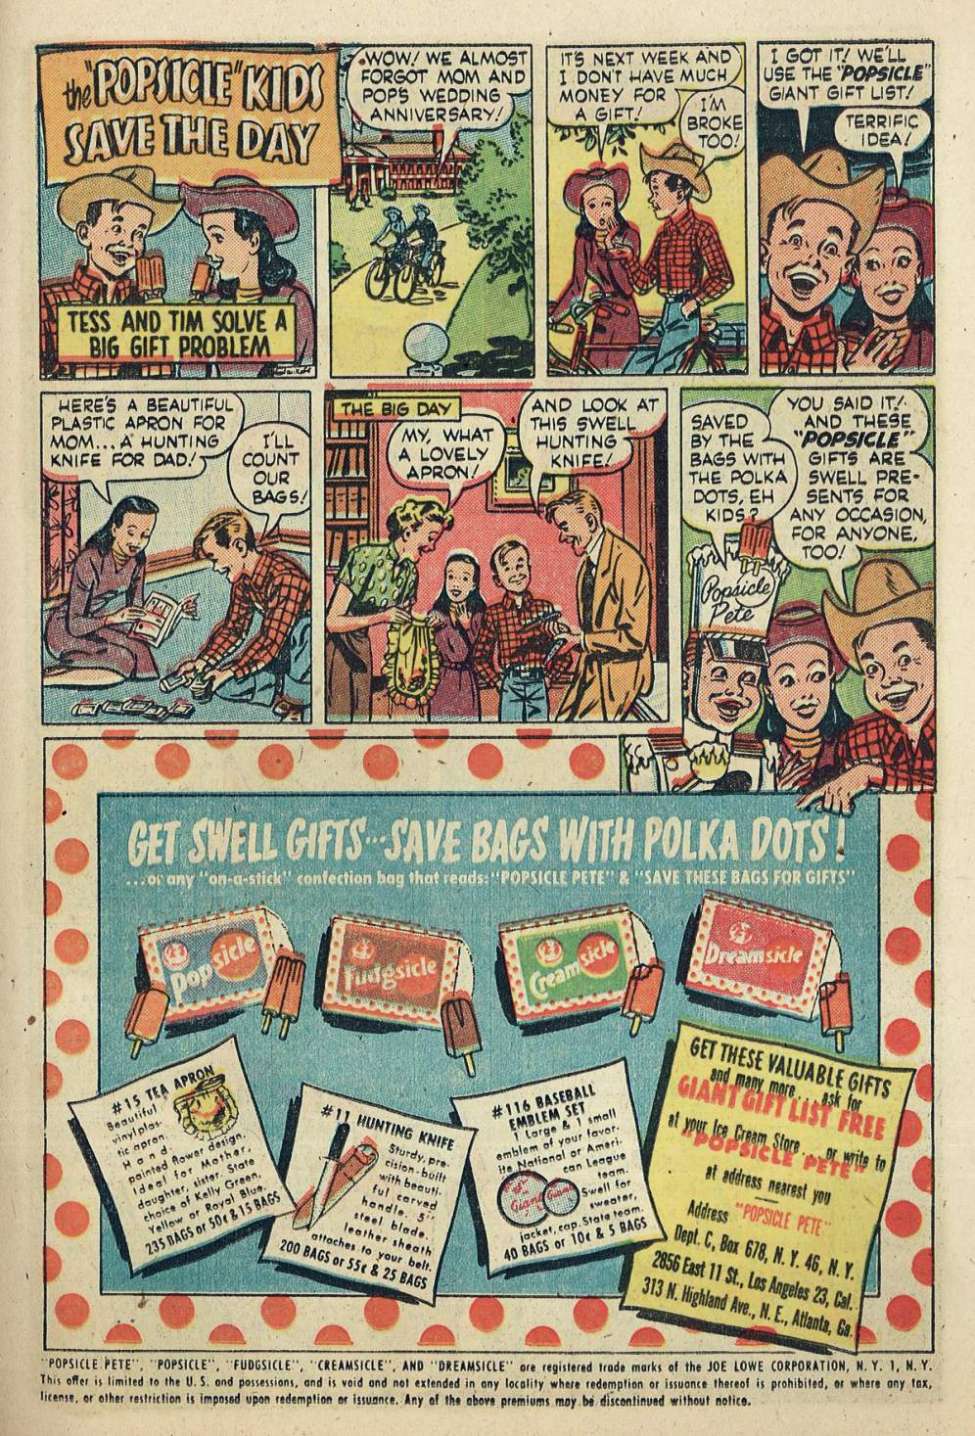 the "POPSICLE" KIDS
SAVE THE DAY
TESS AND TIM SOLVE A
BIG GIFT PROBLEM
WOW! WE ALMOST
FORGOT MOM AND
POP'S WEDDING
ANNIVERSARY!
IT'S NEXT WEEK AND
I DON'T HAVE MUCH
MONEY FOR
A GIFT!
I'M
BROKE
TOO!
I GOT IT! WE'LL
USE THE "POPSICLE"
GIANT GIFT LIST!
TERRIFIC
IDEA!
HERE'S A BEAUTIFUL
PLASTIC APRON FOR
MOM... A HUNTING
KNIFE FOR DAD!
I'LL
COUNT
OUR
BAGS!
THE BIG DAY
MY, WHAT
A LOVELY
APRON!
AND LOOK AT
THIS SWELL
HUNTING
KNIFE!
SAVED
BY THE
BAGS WITH
THE POLKA
DOTS, EH
KIDS?
YOU SAID IT!
AND THESE
"POPSICLE"
GIFTS ARE
SWELL PRE-
SENTS FOR
ANY OCCASION,
FOR ANYONE,
TOO!
Popsicle
Pete
GET SWELL GIFTS...SAVE BAGS WITH POLKA DOTS!
...or any "on-a-stick" confection bag that reads: "POPSICLE PETE" & "SAVE THESE BAGS FOR GIFTS"
Popsicle
Fudgsicle
Creamsicle
Dreamsicle
#15 TEA APRON
Beautiful
vinyl plas-
tic apron.
Hand-
painted flower design.
Ideal for Mother,
daughter, sister. State
choice of Kelly Green,
Yellow or Royal Blue.
235 BAGS or 50¢ & 15 BAGS
#11 HUNTING KNIFE
Sturdy, pre-
cision-built
with beauti-
ful carved
handle. 5"
steel blade.
leather sheath
attaches to your belt.
200 BAGS or 55¢ & 25 BAGS
#116 BASEBALL
EMBLEM SET
1 Large & 1 small
emblem of your favor-
ite National or Ameri-
can League
team.
Swell for
sweater,
jacket, cap. State team.
40 BAGS or 10¢ & 5 BAGS
Giants
GET THESE VALUABLE GIFTS
and many more... ask for
GIANT GIFT LIST FREE
at your Ice Cream Store... or write to
"POPSICLE PETE"
at address nearest you
Address "POPSICLE PETE"
Dept. C, Box 678, N. Y. 46, N. Y.
2856 East 11 St., Los Angeles 23, Cal.
313 N. Highland Ave., N. E., Atlanta, Ga.
"POPSICLE PETE", "POPSICLE", "FUDGSICLE", "CREAMSICLE", AND "DREAMSICLE" are registered trade marks of the JOE LOWE CORPORATION, N. Y. 1, N. Y.
This offer is limited to the U. S. and possessions, and is void and not extended in any locality where redemption or issuance thereof is prohibited, or where any tax,
license, or other restriction is imposed upon redemption or issuance. Any of the above premiums may be discontinued without notice.